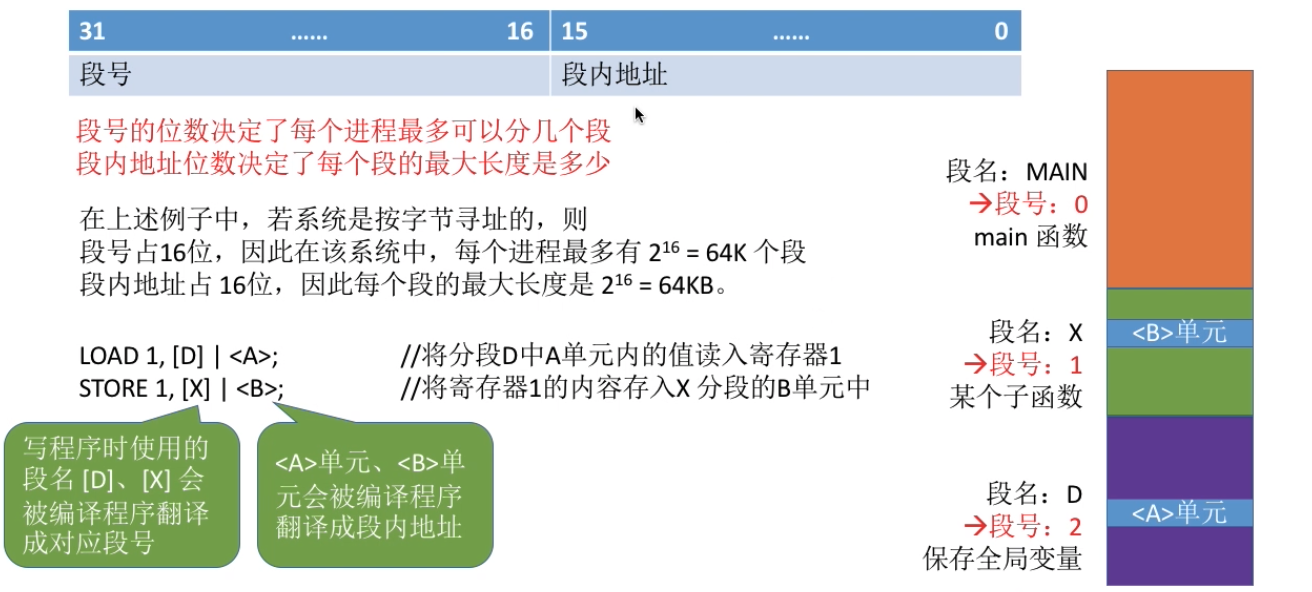 31 …… 16 15 …… 0
段号 段内地址
段号的位数决定了每个进程最多可以分几个段
段内地址位数决定了每个段的最大长度是多少
在上述例子中，若系统是按字节寻址的，则
段号占16位，因此在该系统中，每个进程最多有 2¹⁶ = 64K 个段
段内地址占 16位，因此每个段的最大长度是 2¹⁶ = 64KB。
LOAD 1, [D] | <A>; //将分段D中A单元内的值读入寄存器1
STORE 1, [X] | <B>; //将寄存器1的内容存入X 分段的B单元中
写程序时使用的
段名 [D]、[X] 会
被编译程序翻译
成对应段号
<A>单元、<B>单
元会被编译程序
翻译成段内地址
段名：MAIN
→段号：0
main 函数
段名：X
→段号：1
某个子函数
段名：D
→段号：2
保存全局变量
<B>单元
<A>单元